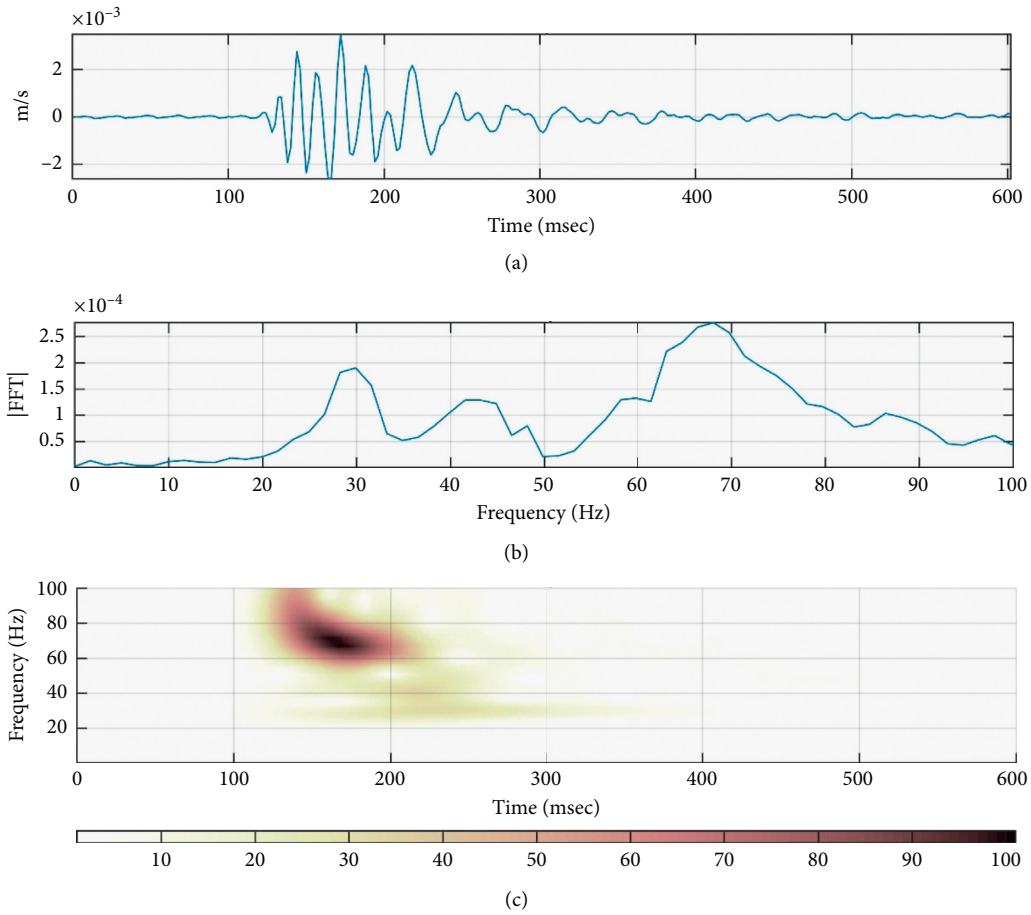 ×10⁻³
m/s
2
0
−2
0 100 200 300 400 500 600
Time (msec)
(a)
×10⁻⁴
|FFT|
2.5
2
1.5
1
0.5
0 10 20 30 40 50 60 70 80 90 100
Frequency (Hz)
(b)
Frequency (Hz)
100
80
60
40
20
0 100 200 300 400 500 600
Time (msec)
10 20 30 40 50 60 70 80 90 100
(c)